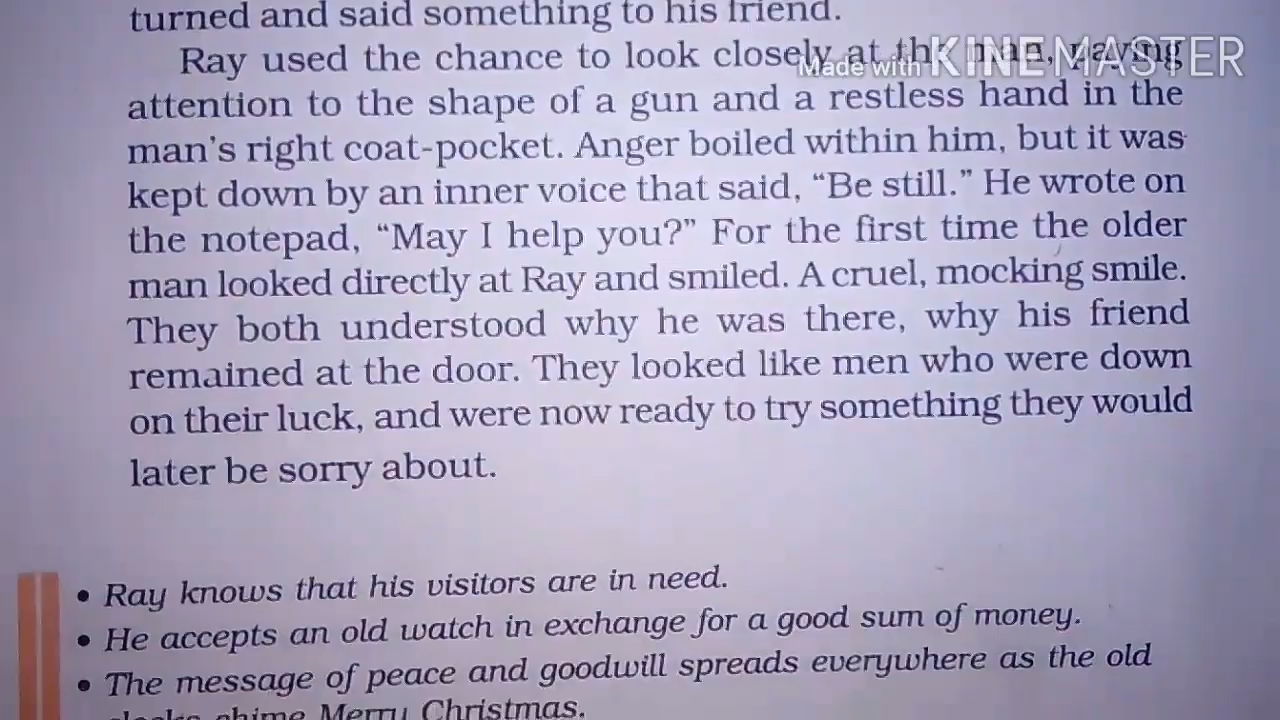 turned and said something to his friend.
Ray used the chance to look closely at the man, paying
Made with KINEMASTER
attention to the shape of a gun and a restless hand in the
man's right coat-pocket. Anger boiled within him, but it was
kept down by an inner voice that said, “Be still.” He wrote on
the notepad, “May I help you?” For the first time the older
man looked directly at Ray and smiled. A cruel, mocking smile.
They both understood why he was there, why his friend
remained at the door. They looked like men who were down
on their luck, and were now ready to try something they would
later be sorry about.
• Ray knows that his visitors are in need.
• He accepts an old watch in exchange for a good sum of money.
• The message of peace and goodwill spreads everywhere as the old
clocks chime Merry Christmas.